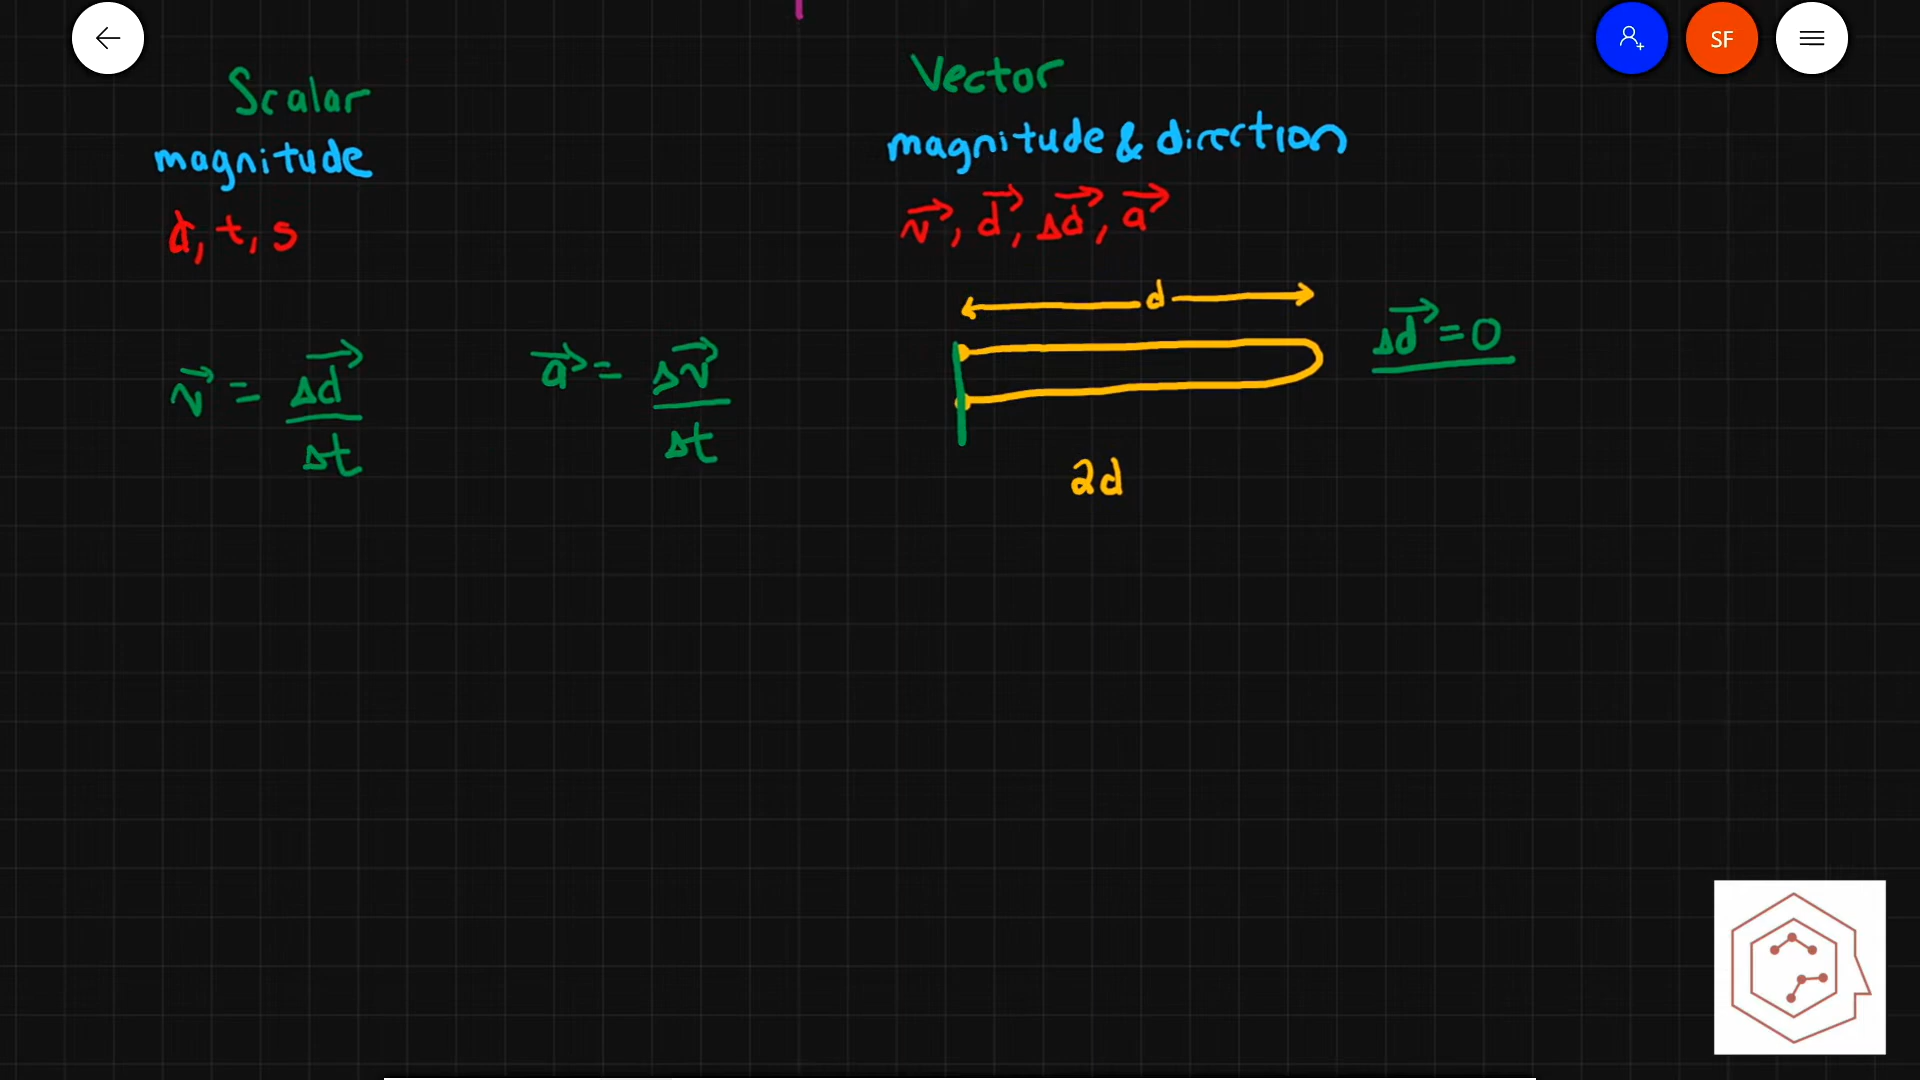 SF
Scalar
magnitude
d, t, s
v⃗ = Δd⃗ / Δt
a⃗ = Δv⃗ / Δt
Vector
magnitude & direction
v⃗, d⃗, Δd⃗, a⃗
d
Δd⃗ = 0
2d